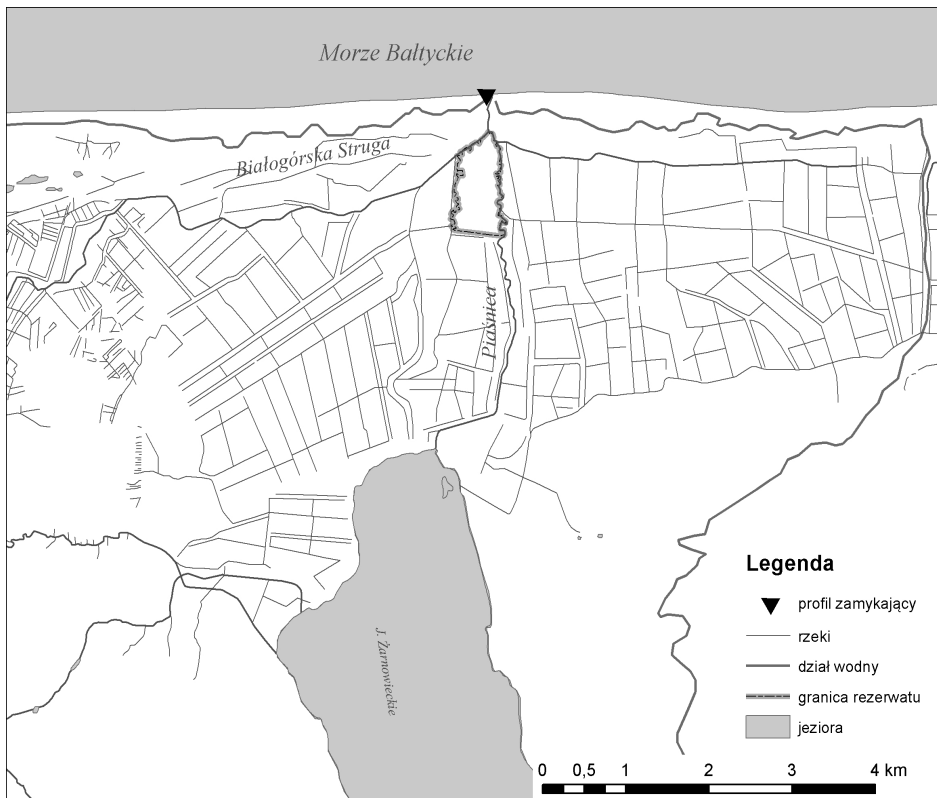 Morze Bałtyckie
Białogórska Struga
Piaśnica
J. Żarnowieckie
Legenda
profil zamykający
rzeki
dział wodny
granica rezerwatu
jeziora
0 0,5 1 2 3 4 km